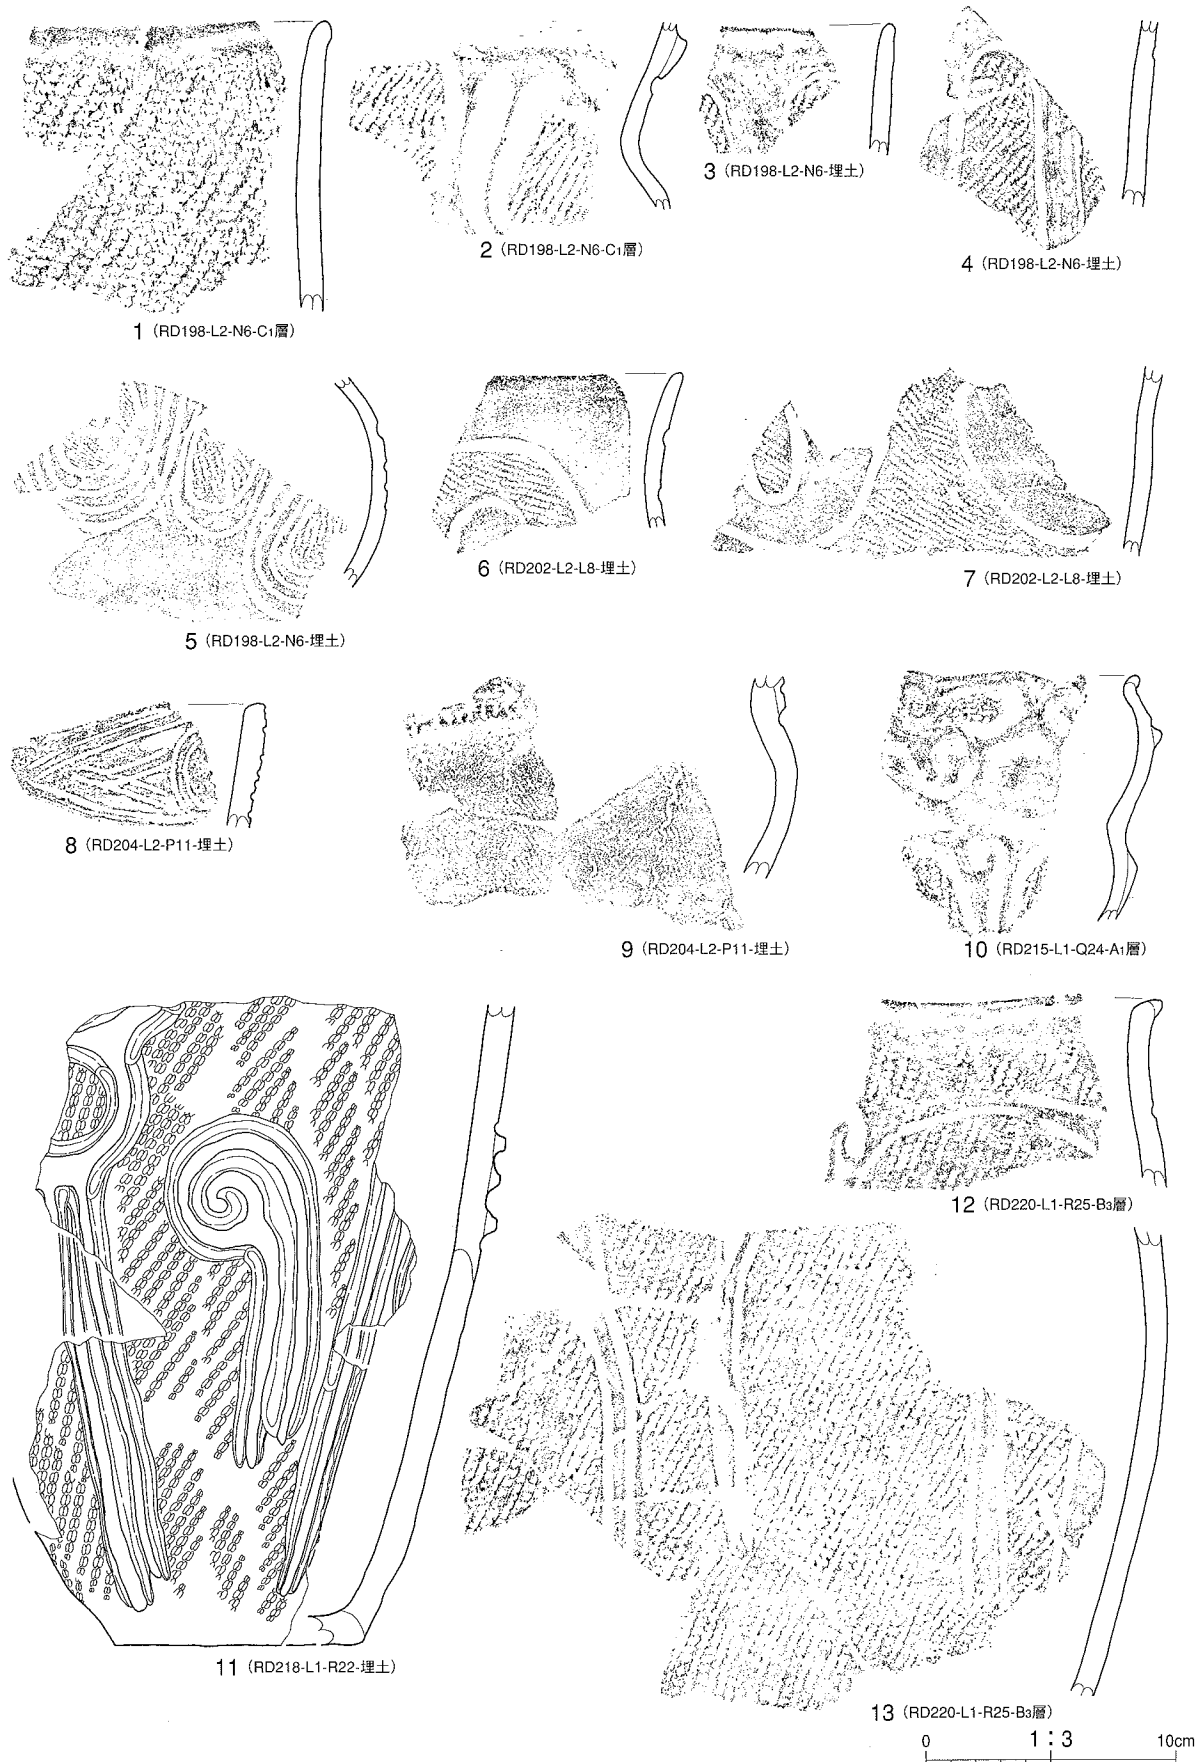 1 (RD198-L2-N6-C1層)
2 (RD198-L2-N6-C1層)
3 (RD198-L2-N6-埋土)
4 (RD198-L2-N6-埋土)
5 (RD198-L2-N6-埋土)
6 (RD202-L2-L8-埋土)
7 (RD202-L2-L8-埋土)
8 (RD204-L2-P11-埋土)
9 (RD204-L2-P11-埋土)
10 (RD215-L1-Q24-A1層)
11 (RD218-L1-R22-埋土)
12 (RD220-L1-R25-B3層)
13 (RD220-L1-R25-B3層)
0 1:3 10cm